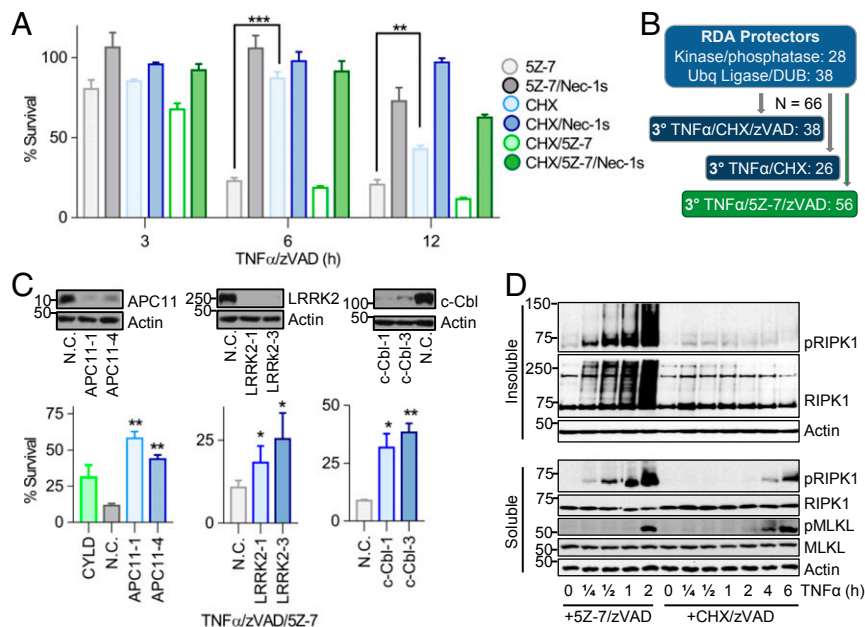 A
% Survival
100
50
0
***
**
3
6
12
TNFα/zVAD (h)
5Z-7
5Z-7/Nec-1s
CHX
CHX/Nec-1s
CHX/5Z-7
CHX/5Z-7/Nec-1s
B
RDA Protectors
Kinase/phosphatase: 28
Ubq Ligase/DUB: 38
N = 66
3° TNFα/CHX/zVAD: 38
3° TNFα/CHX: 26
3° TNFα/5Z-7/zVAD: 56
C
10
50
APC11
Actin
N.C.
APC11-1
APC11-4
250
50
LRRK2
Actin
N.C.
LRRK2-1
LRRK2-3
100
50
c-Cbl
Actin
c-Cbl-1
c-Cbl-3
N.C.
% Survival
75
50
25
0
**
**
CYLD
N.C.
APC11-1
APC11-4
25
0
*
*
N.C.
LRRK2-1
LRRK2-3
50
25
0
*
**
N.C.
c-Cbl-1
c-Cbl-3
TNFα/zVAD/5Z-7
D
Insoluble
150
75
pRIPK1
250
75
RIPK1
50
Actin
Soluble
75
pRIPK1
75
RIPK1
50
pMLKL
50
MLKL
50
Actin
0 ¼ ½ 1 2 0 ¼ ½ 1 2 4 6 TNFα (h)
+5Z-7/zVAD
+CHX/zVAD